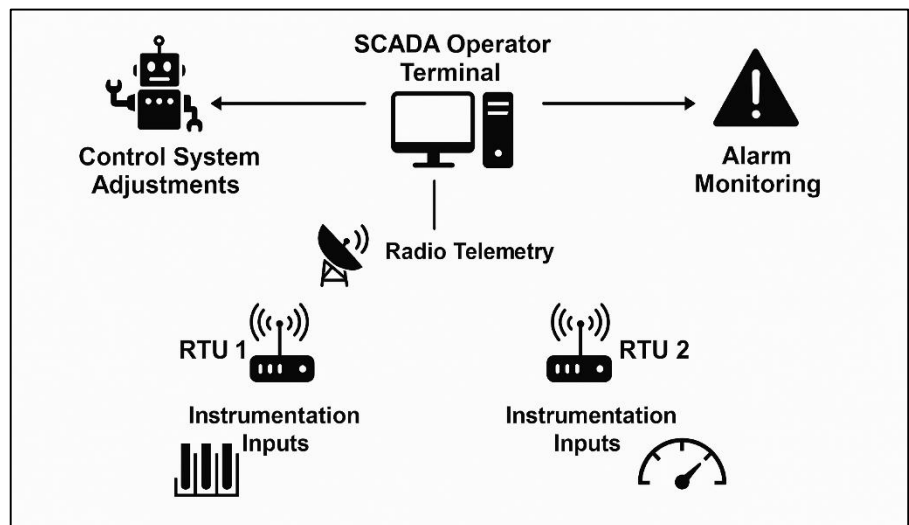 SCADA Operator
Terminal
Control System
Adjustments
Alarm
Monitoring
Radio Telemetry
RTU 1
RTU 2
Instrumentation
Inputs
Instrumentation
Inputs